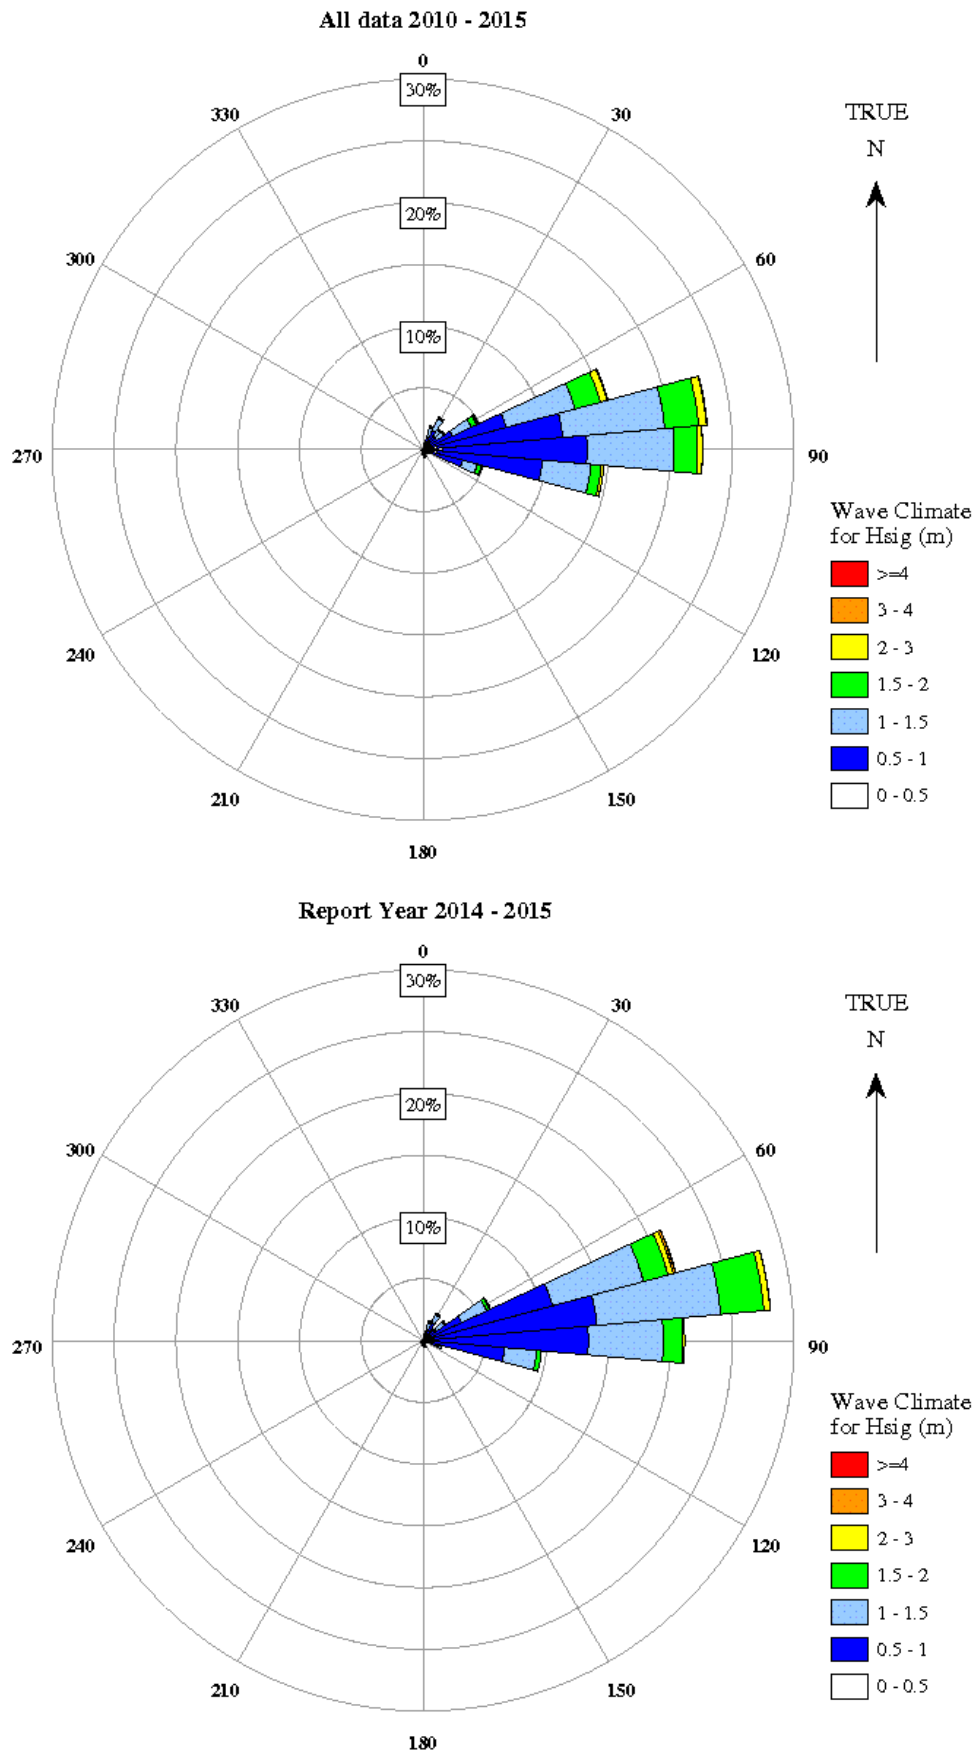 All data 2010 - 2015
0
30%
330
30
TRUE
N
20%
300
60
10%
270
90
Wave Climate
for Hsig (m)
>=4
3 - 4
2 - 3
1.5 - 2
1 - 1.5
0.5 - 1
0 - 0.5
240
120
210
150
180
Report Year 2014 - 2015
0
30%
330
30
TRUE
N
20%
300
60
10%
270
90
Wave Climate
for Hsig (m)
>=4
3 - 4
2 - 3
1.5 - 2
1 - 1.5
0.5 - 1
0 - 0.5
240
120
210
150
180